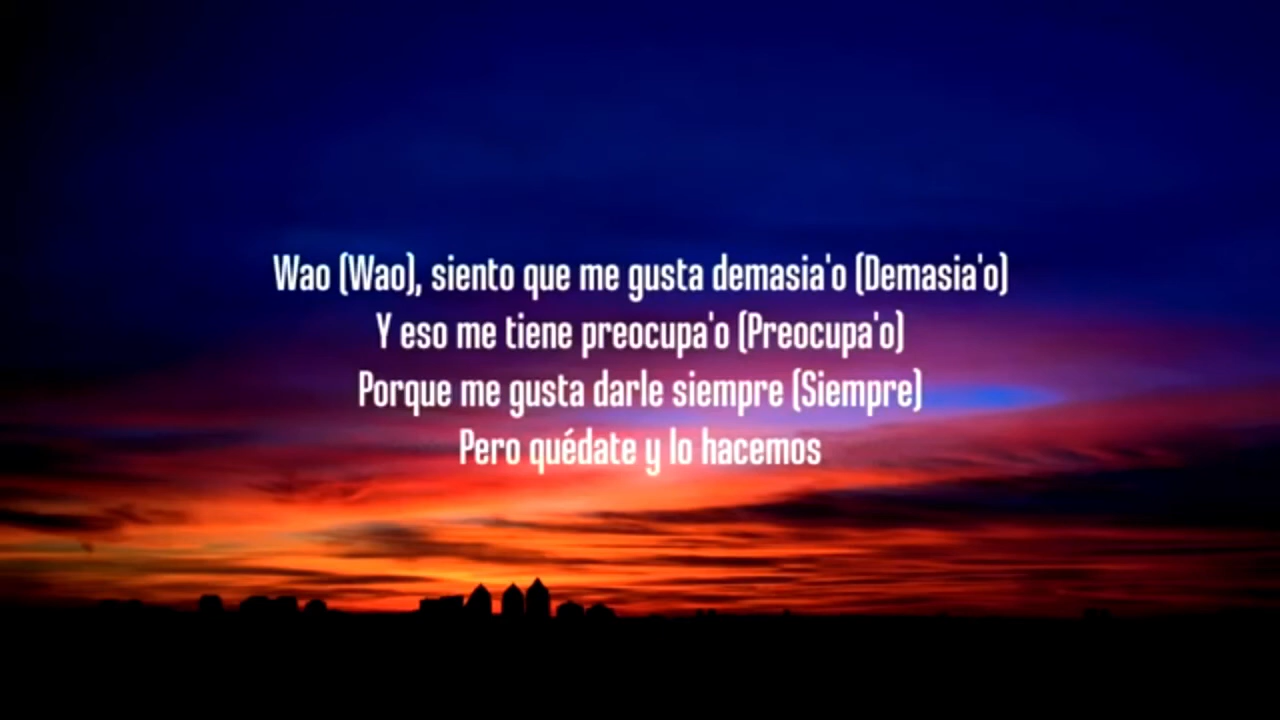 Wao (Wao), siento que me gusta demasia'o (Demasia'o)
Y eso me tiene preocupa'o (Preocupa'o)
Porque me gusta darle siempre (Siempre)
Pero quédate y lo hacemos